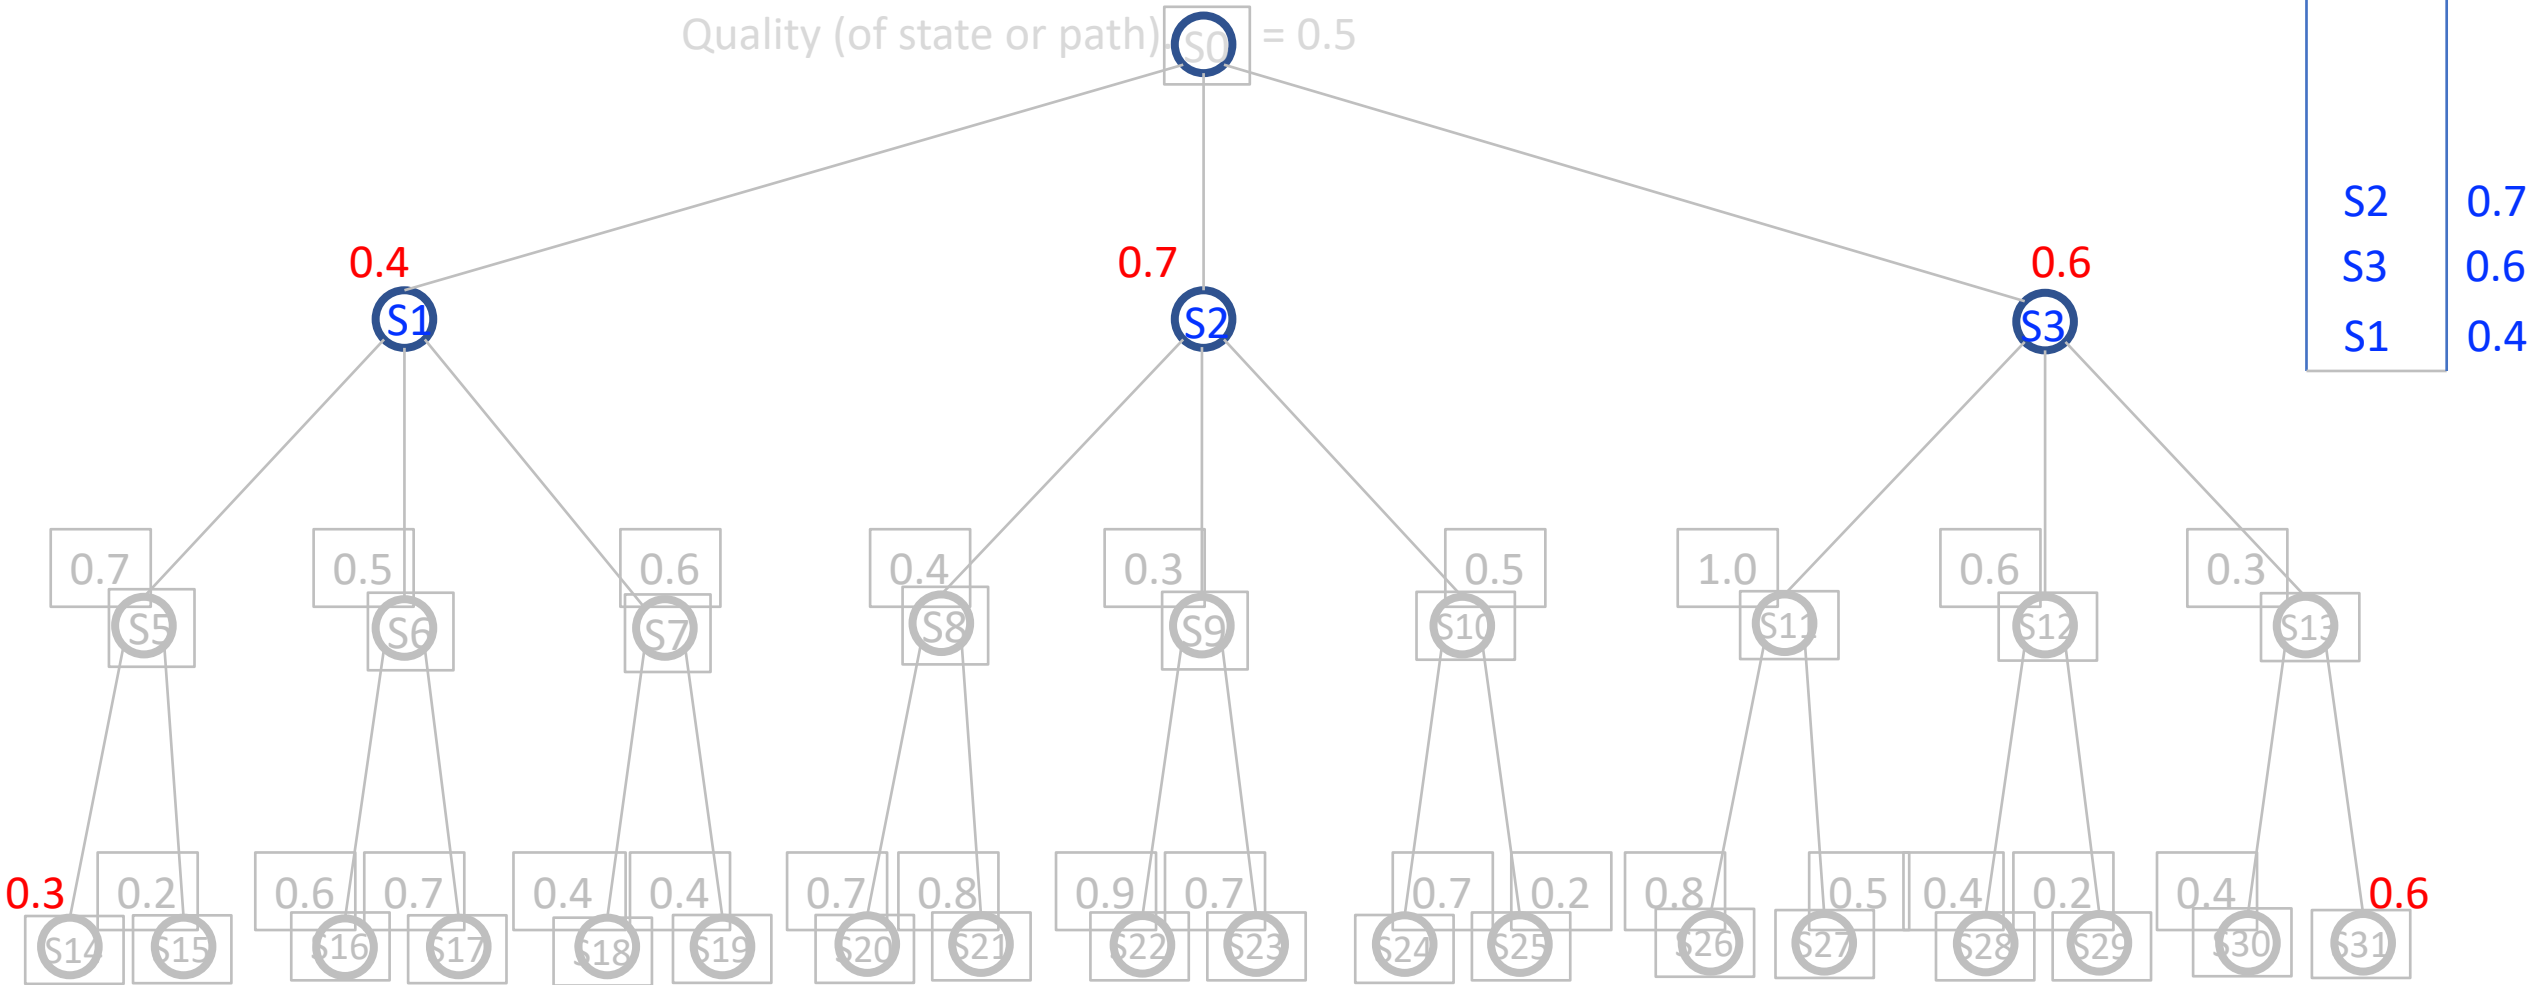 Quality (of state or path). S0 = 0.5
S2 0.7
0.4 0.7 0.6 S3 0.6
S1 S2 S3 S1 0.4
0.7 0.5 0.6 0.4 0.3 0.5 1.0 0.6 0.3
S5 S6 S7 S8 S9 S10 S11 S12 S13
0.3 0.2 0.6 0.7 0.4 0.4 0.7 0.8 0.9 0.7 0.7 0.2 0.8 0.5 0.4 0.2 0.4 0.6
S14 S15 S16 S17 S18 S19 S20 S21 S22 S23 S24 S25 S26 S27 S28 S29 S30 S31